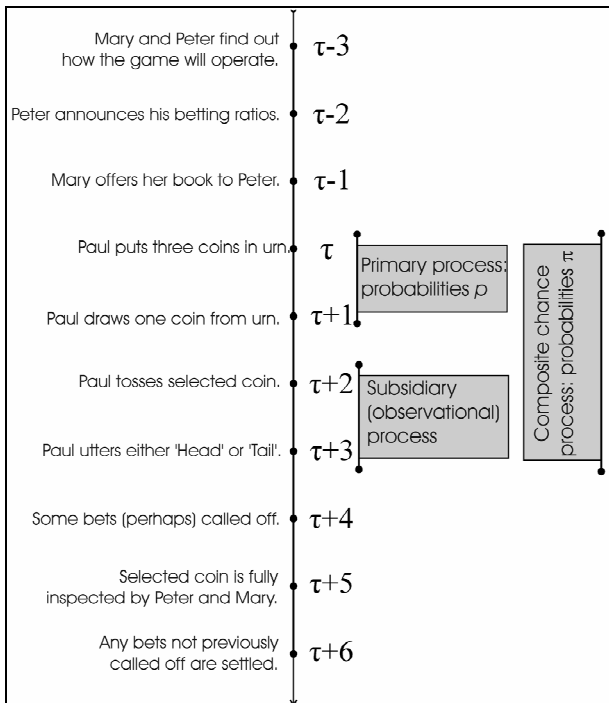 Mary and Peter find out
how the game will operate.
τ-3
Peter announces his betting ratios.
τ-2
Mary offers her book to Peter.
τ-1
Paul puts three coins in urn.
τ
Primary process:
probabilities p
Paul draws one coin from urn.
τ+1
Composite chance
process: probabilities π
Paul tosses selected coin.
τ+2
Subsidiary
(observational)
process
Paul utters either 'Head' or 'Tail'.
τ+3
Some bets (perhaps) called off.
τ+4
Selected coin is fully
inspected by Peter and Mary.
τ+5
Any bets not previously
called off are settled.
τ+6